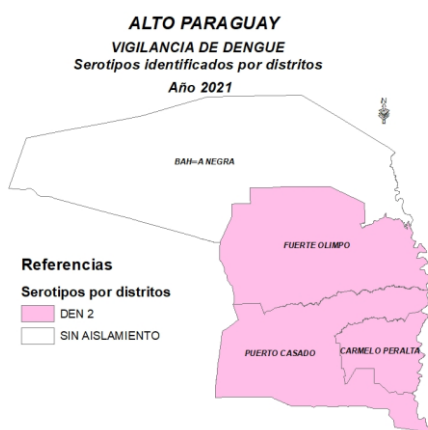 ALTO PARAGUAY
VIGILANCIA DE DENGUE
Serotipos identificados por distritos
Año 2021
N
BAH=A NEGRA
FUERTE OLIMPO
Referencias
Serotipos por distritos
DEN 2
SIN AISLAMIENTO
PUERTO CASADO
CARMELO PERALTA